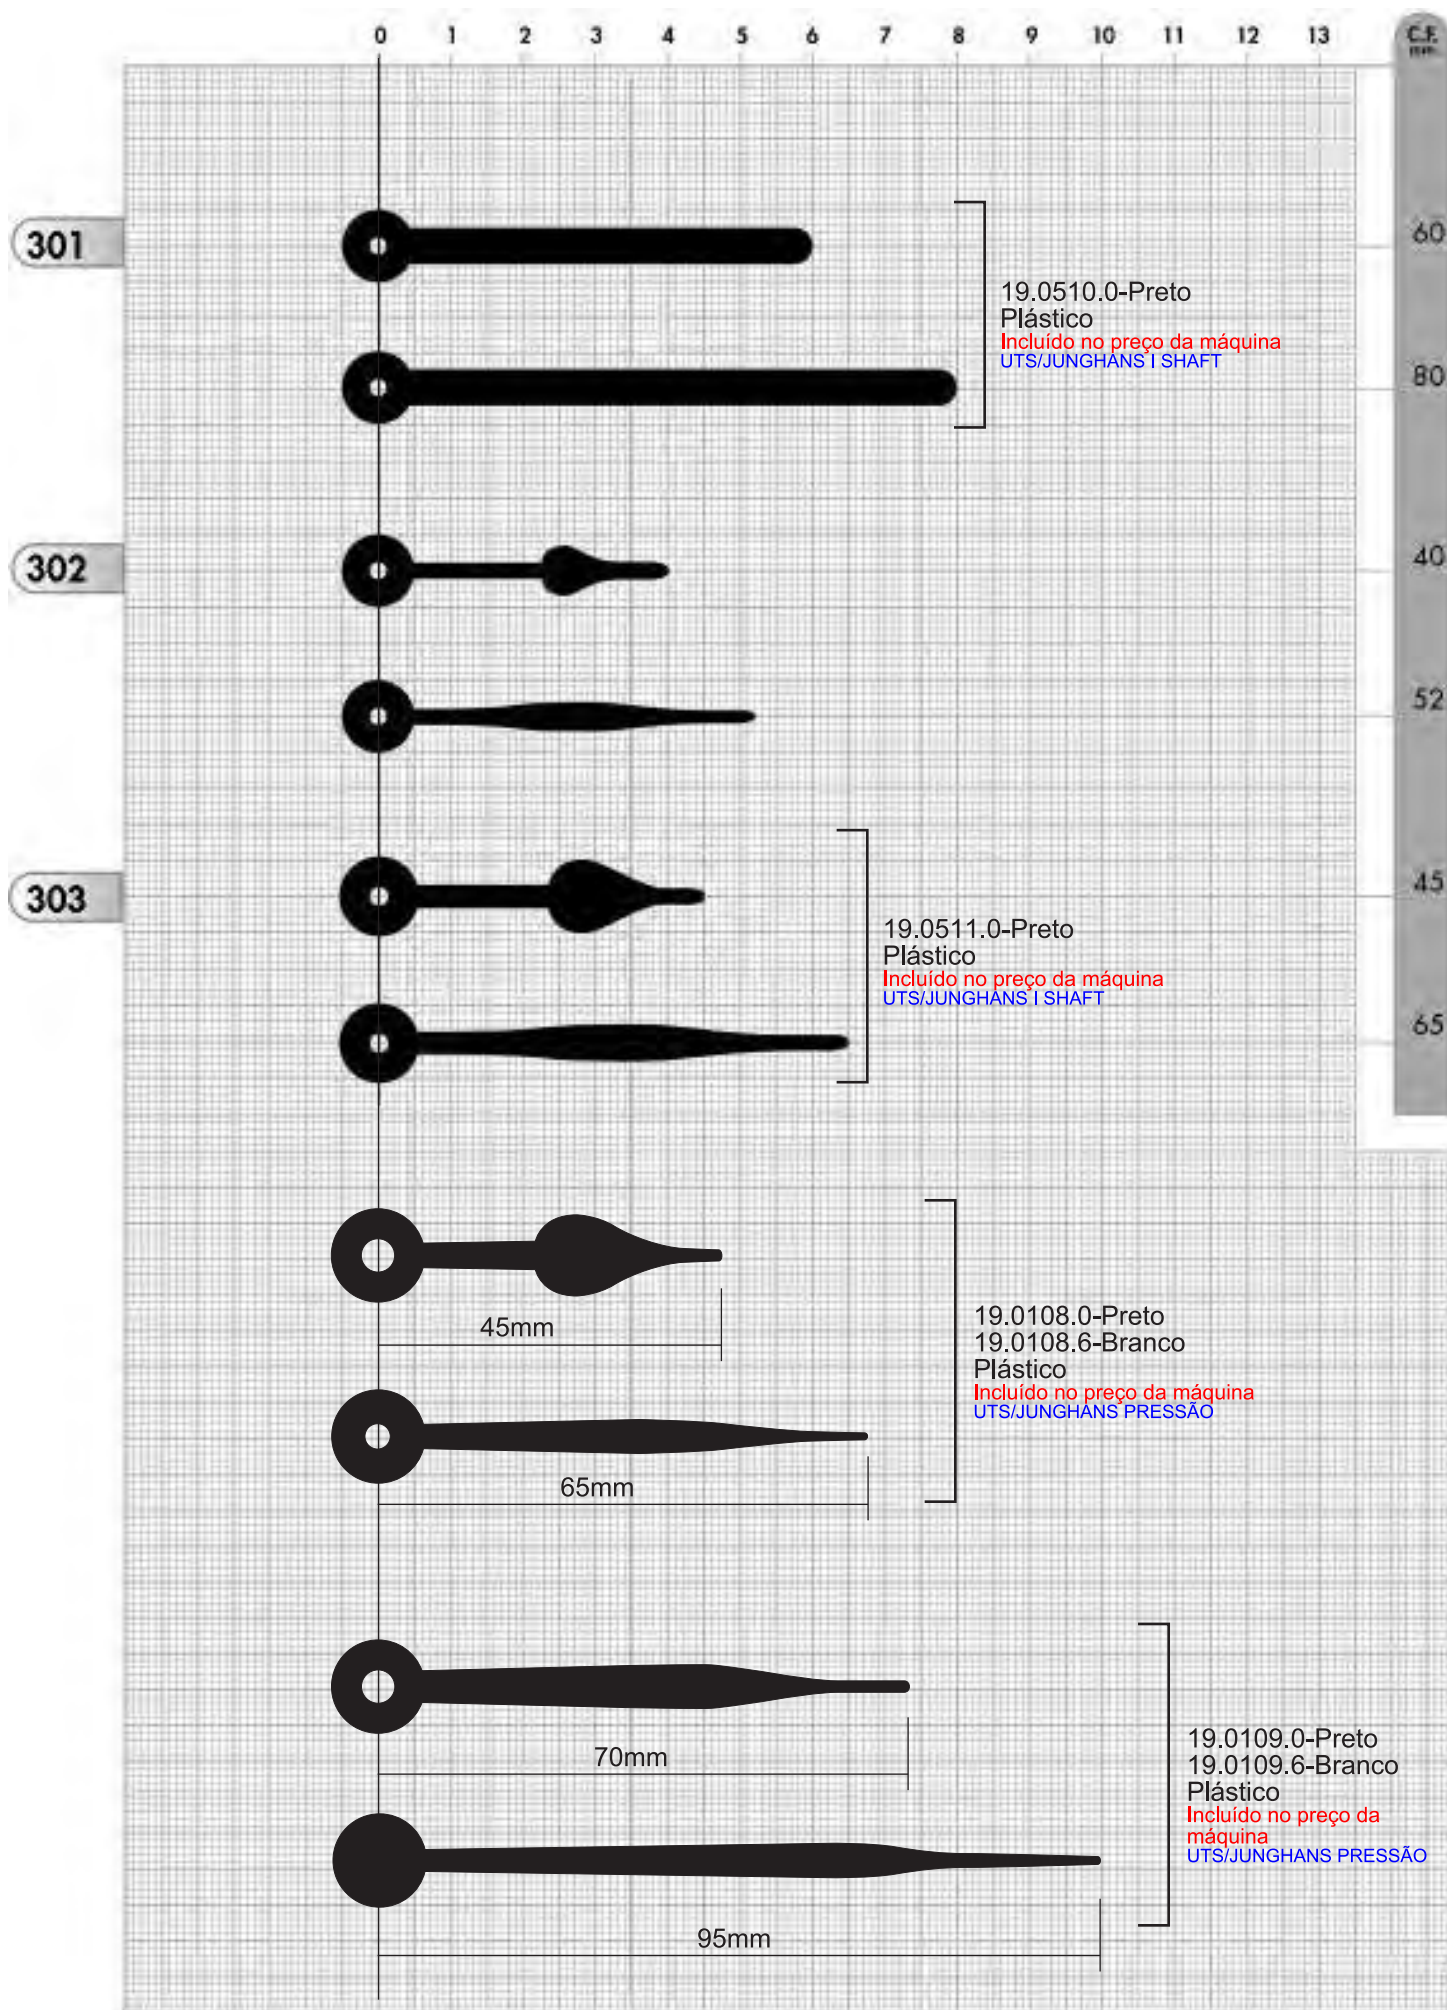 0 1 2 3 4 5 6 7 8 9 10 11 12 13 C.F.
mm.
301 60
19.0510.0-Preto
Plástico
Incluído no preço da máquina
UTS/JUNGHANS I SHAFT
80
302 40
52
303 45
19.0511.0-Preto
Plástico
Incluído no preço da máquina
UTS/JUNGHANS I SHAFT
65
45mm
19.0108.0-Preto
19.0108.6-Branco
Plástico
Incluído no preço da máquina
UTS/JUNGHANS PRESSÃO
65mm
70mm
19.0109.0-Preto
19.0109.6-Branco
Plástico
Incluído no preço da
máquina
UTS/JUNGHANS PRESSÃO
95mm